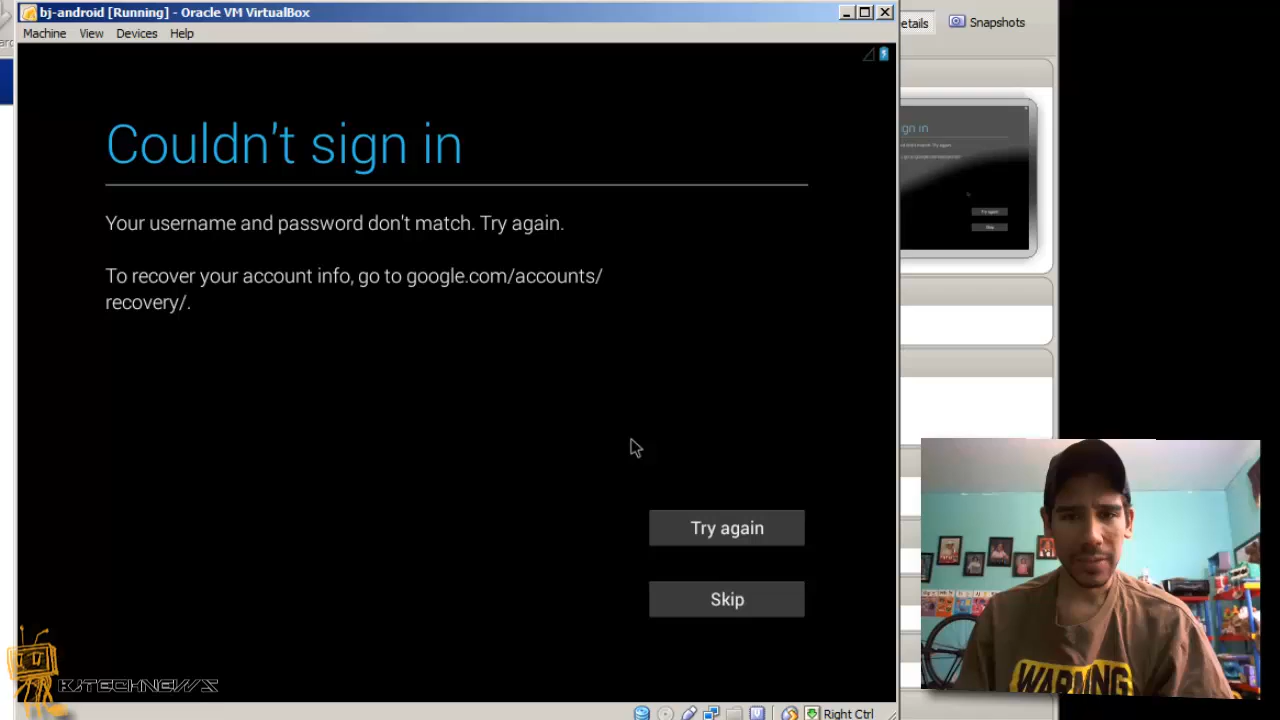 bj-android [Running] - Oracle VM VirtualBox
Machine View Devices Help
etails Snapshots
Couldn't sign in
Your username and password don't match. Try again.
To recover your account info, go to google.com/accounts/
recovery/.
Try again
Skip
Right Ctrl
BJTECHNEWS
WARNING